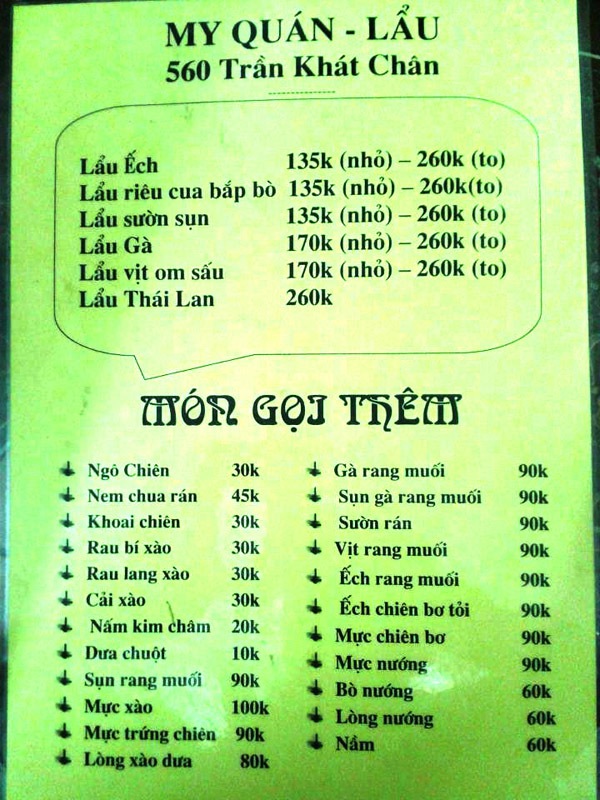 MY QUÁN - LẨU
560 Trần Khát Chân
Lẩu Ếch 135k (nhỏ) – 260k (to)
Lẩu riêu cua bắp bò 135k (nhỏ) – 260k(to)
Lẩu sườn sụn 135k (nhỏ) – 260k (to)
Lẩu Gà 170k (nhỏ) – 260k (to)
Lẩu vịt om sấu 170k (nhỏ) – 260k (to)
Lẩu Thái Lan 260k
MÓN GỌI THÊM
Ngô Chiên 30k
Nem chua rán 45k
Khoai chiên 30k
Rau bí xào 30k
Rau lang xào 30k
Cải xào 30k
Nấm kim châm 20k
Dưa chuột 10k
Sụn rang muối 90k
Mực xào 100k
Mực trứng chiên 90k
Lòng xào dưa 80k
Gà rang muối 90k
Sụn gà rang muối 90k
Sườn rán 90k
Vịt rang muối 90k
Ếch rang muối 90k
Ếch chiên bơ tỏi 90k
Mực chiên bơ 90k
Mực nướng 90k
Bò nướng 60k
Lòng nướng 60k
Nầm 60k